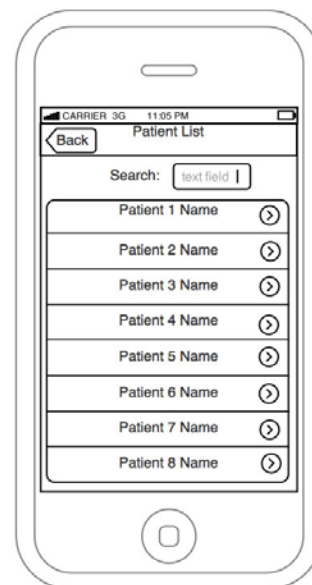 CARRIER 3G 11:05 PM
Back Patient List
Search: text field
Patient 1 Name
Patient 2 Name
Patient 3 Name
Patient 4 Name
Patient 5 Name
Patient 6 Name
Patient 7 Name
Patient 8 Name